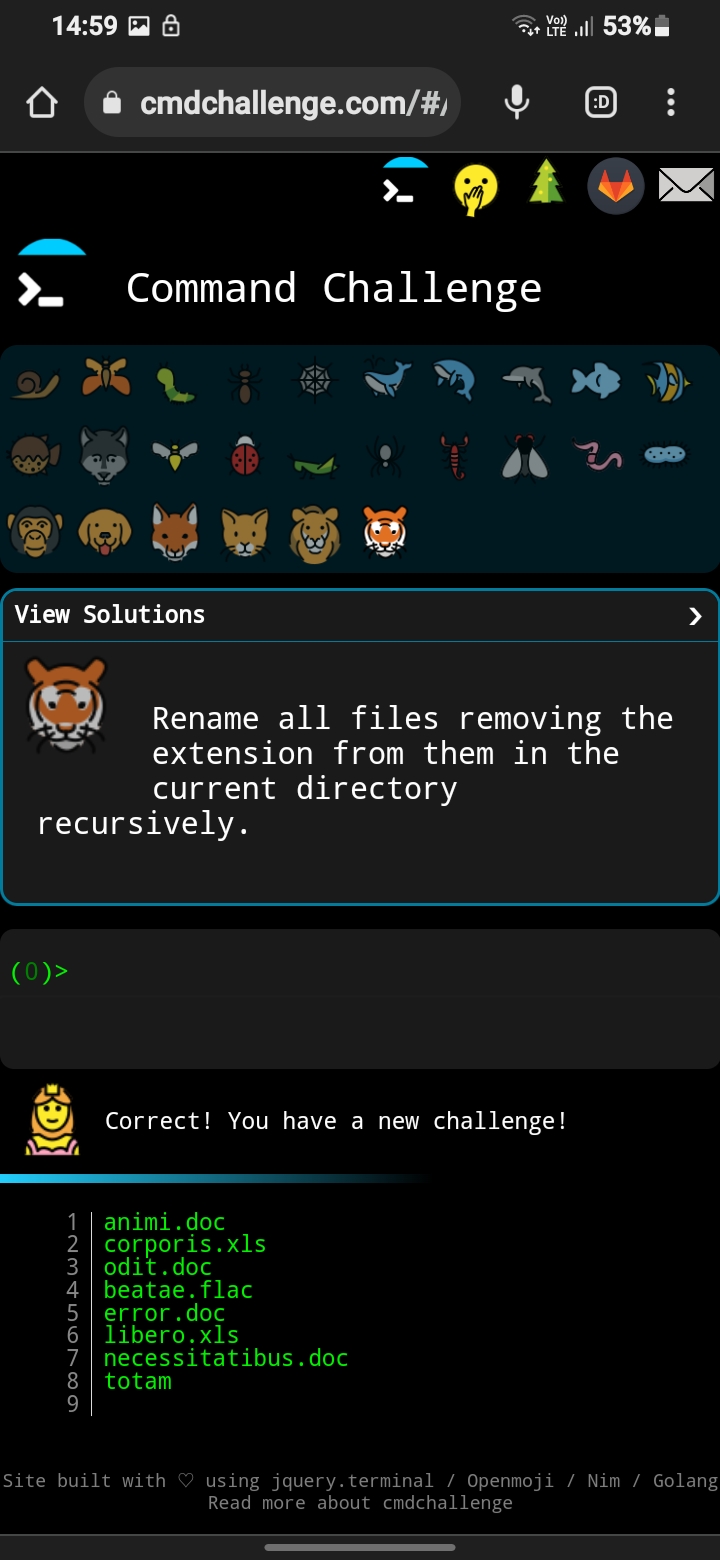 14:59 Vo)) LTE 53%
cmdchallenge.com/#/
:D
Command Challenge
View Solutions
Rename all files removing the
extension from them in the
current directory
recursively.
(0)>
Correct! You have a new challenge!
1 animi.doc
2 corporis.xls
3 odit.doc
4 beatae.flac
5 error.doc
6 libero.xls
7 necessitatibus.doc
8 totam
9
Site built with ♡ using jquery.terminal / Openmoji / Nim / Golang
Read more about cmdchallenge